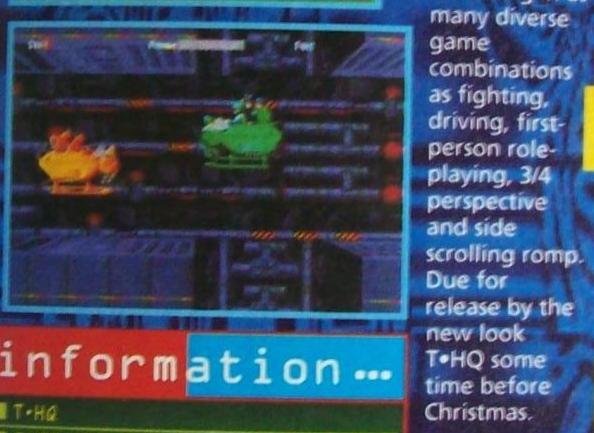 many diverse
game
combinations
as fighting,
driving, first-
person role-
playing, 3/4
perspective
and side
scrolling romp.
Due for
release by the
new look
T•HQ some
time before
Christmas.
information...
T•HQ